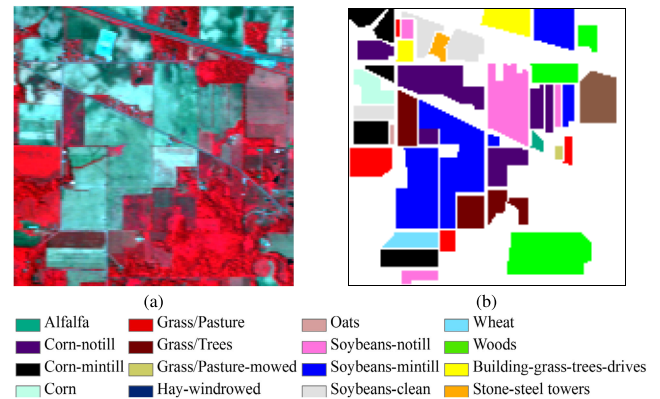 (a) (b)
Alfalfa Grass/Pasture Oats Wheat
Corn-notill Grass/Trees Soybeans-notill Woods
Corn-mintill Grass/Pasture-mowed Soybeans-mintill Building-grass-trees-drives
Corn Hay-windrowed Soybeans-clean Stone-steel towers